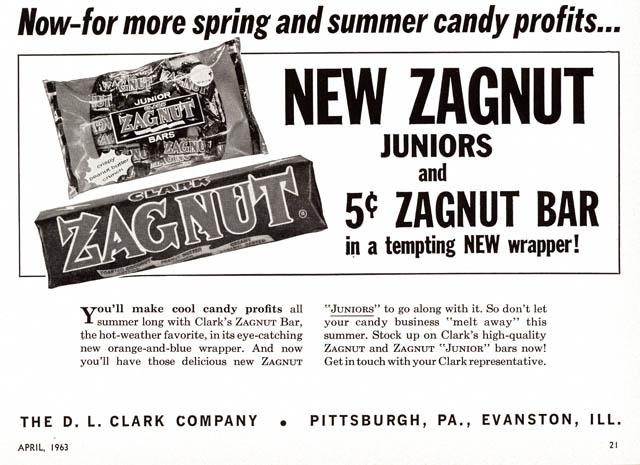 Now–for more spring and summer candy profits...
JUNIOR
CLARK
ZAGNUT
BARS
crispy
peanut butter
crunch
CLARK
ZAGNUT®
NEW ZAGNUT
JUNIORS
and
5¢ ZAGNUT BAR
in a tempting NEW wrapper!
You'll make cool candy profits all
summer long with Clark's ZAGNUT Bar,
the hot-weather favorite, in its eye-catching
new orange-and-blue wrapper. And now
you'll have those delicious new ZAGNUT
"JUNIORS" to go along with it. So don't let
your candy business "melt away" this
summer. Stock up on Clark's high-quality
ZAGNUT and ZAGNUT "JUNIOR" bars now!
Get in touch with your Clark representative.
THE D. L. CLARK COMPANY • PITTSBURGH, PA., EVANSTON, ILL.
APRIL, 1963
21